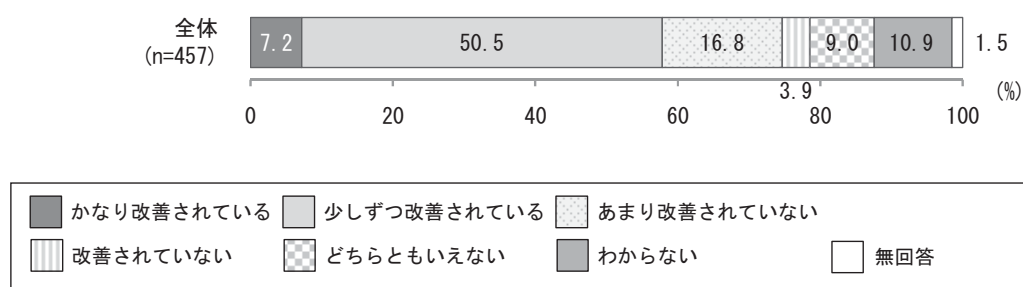 全体
(n=457)
7.2 50.5 16.8 9.0 10.9 1.5
3.9 (%)
0 20 40 60 80 100
かなり改善されている 少しずつ改善されている あまり改善されていない
改善されていない どちらともいえない わからない 無回答